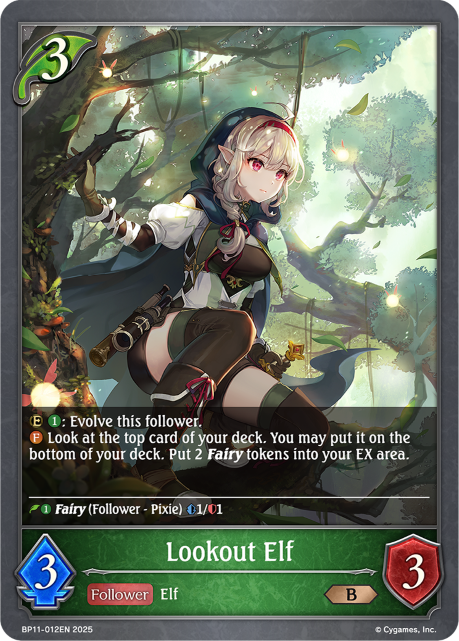 3
E 1: Evolve this follower.
F Look at the top card of your deck. You may put it on the
bottom of your deck. Put 2 Fairy tokens into your EX area.
1 Fairy (Follower - Pixie) 1/1
Lookout Elf
3 Follower Elf B 3
BP11-012EN 2025 © Cygames, Inc.